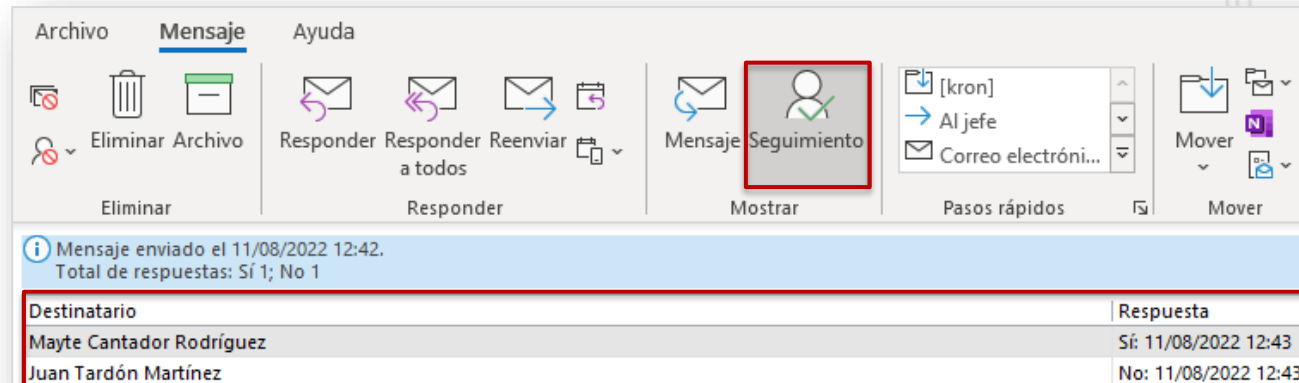 Archivo Mensaje Ayuda
[kron]
Al jefe
Correo electróni...
Eliminar Archivo
Responder Responder a todos Reenviar
Mensaje Seguimiento
Mover
Eliminar Responder Mostrar Pasos rápidos Mover
Mensaje enviado el 11/08/2022 12:42.
Total de respuestas: Sí 1; No 1
Destinatario Respuesta
Mayte Cantador Rodríguez Sí: 11/08/2022 12:43
Juan Tardón Martínez No: 11/08/2022 12:43